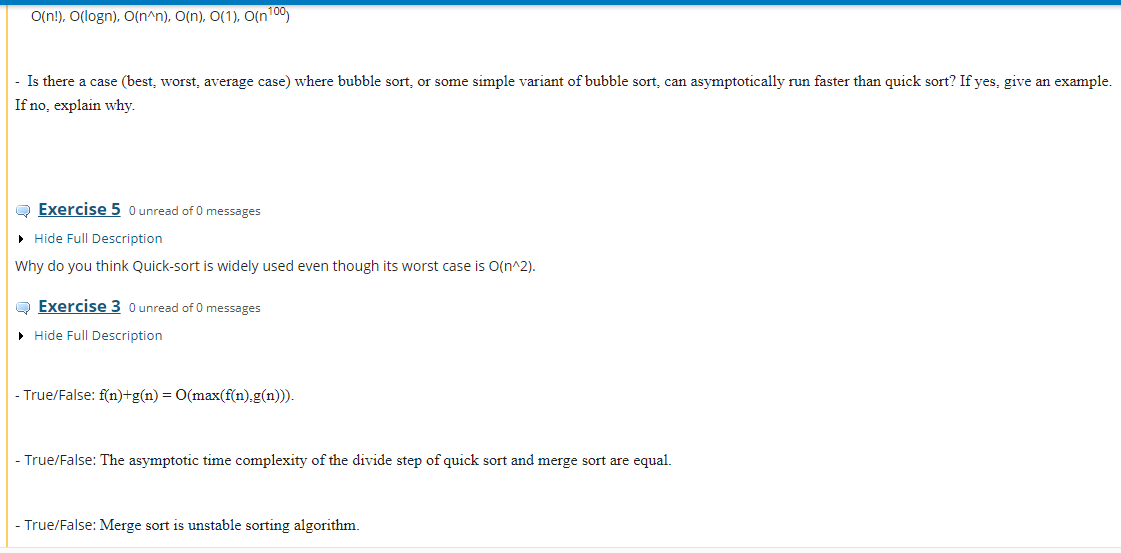 O(n!), O(logn), O(n^n), O(n), O(1), O(n¹⁰⁰)
- Is there a case (best, worst, average case) where bubble sort, or some simple variant of bubble sort, can asymptotically run faster than quick sort? If yes, give an example.
If no, explain why.
Exercise 5 0 unread of 0 messages
Hide Full Description
Why do you think Quick-sort is widely used even though its worst case is O(n^2).
Exercise 3 0 unread of 0 messages
Hide Full Description
- True/False: f(n)+g(n) = O(max(f(n),g(n))).
- True/False: The asymptotic time complexity of the divide step of quick sort and merge sort are equal.
- True/False: Merge sort is unstable sorting algorithm.